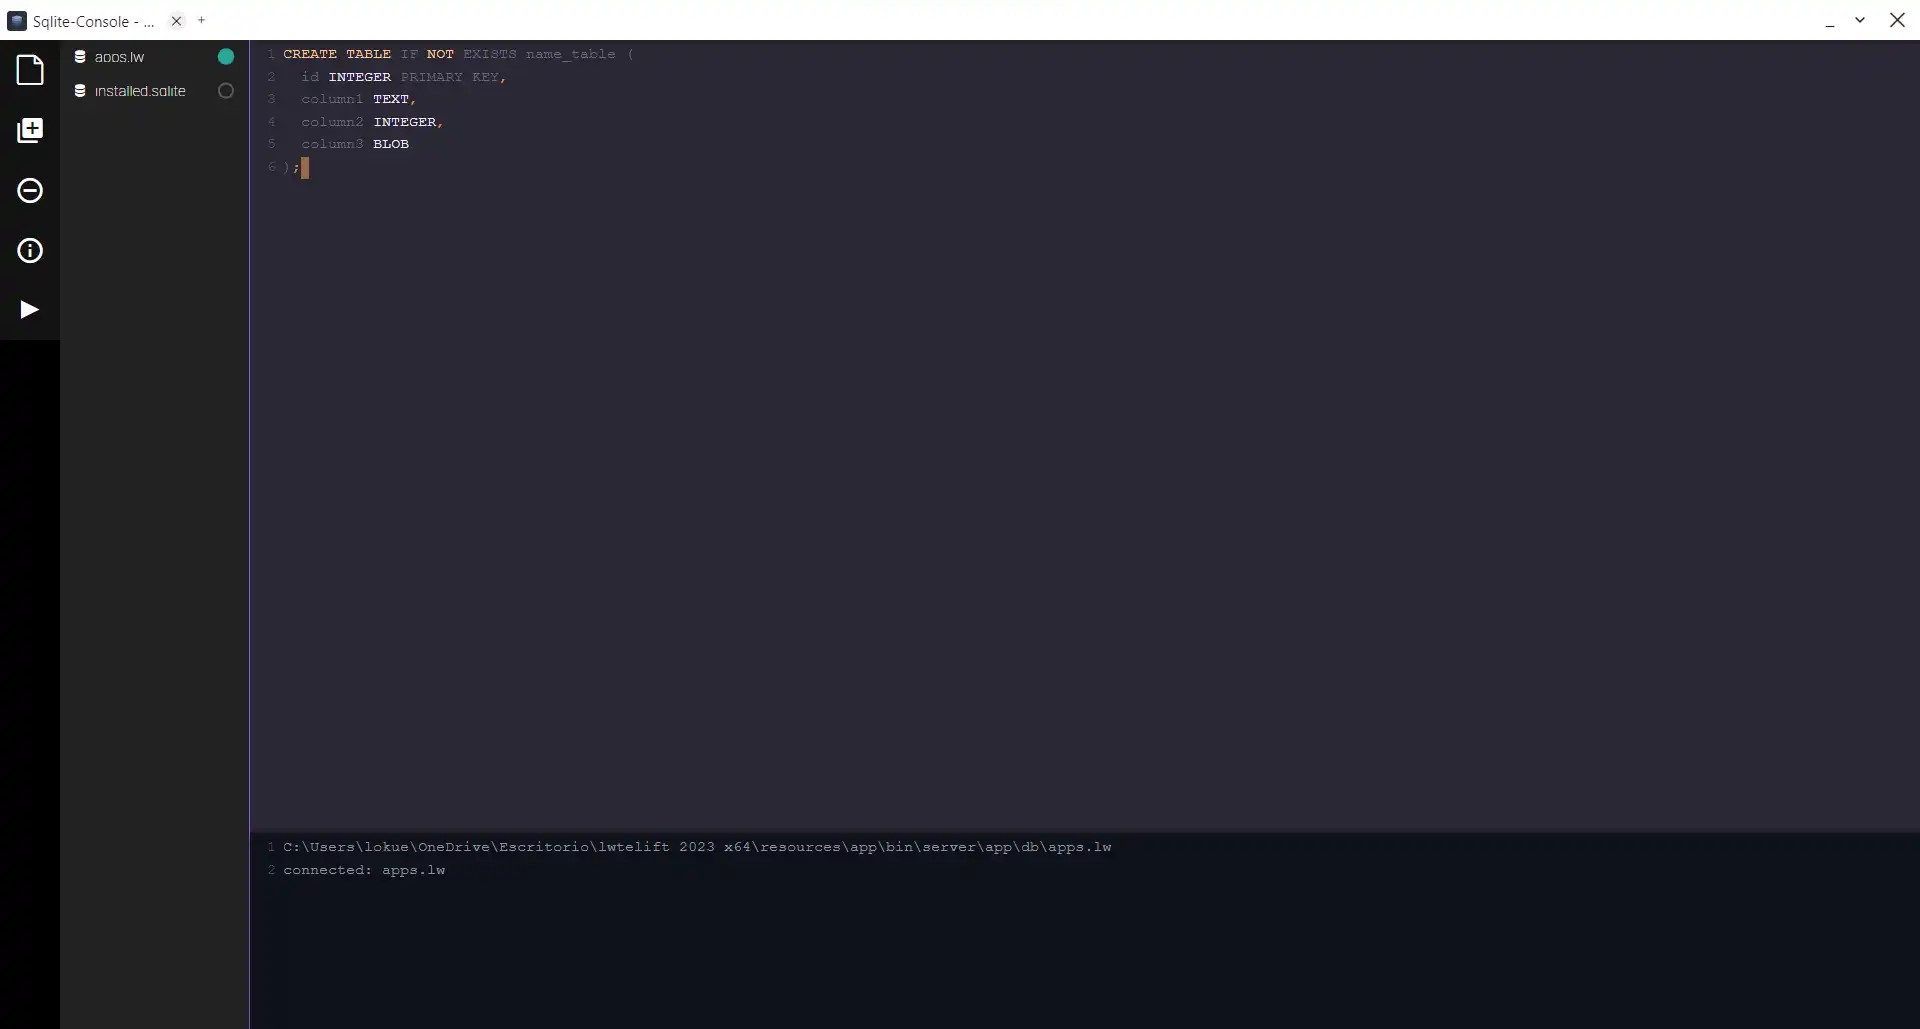 Sqlite-Console - ...
apps.lw
installed.sqlite
1 CREATE TABLE IF NOT EXISTS name_table (
2 id INTEGER PRIMARY KEY,
3 column1 TEXT,
4 column2 INTEGER,
5 column3 BLOB
6 );
1 C:\Users\lokue\OneDrive\Escritorio\lwtelift 2023 x64\resources\app\bin\server\app\db\apps.lw
2 connected: apps.lw